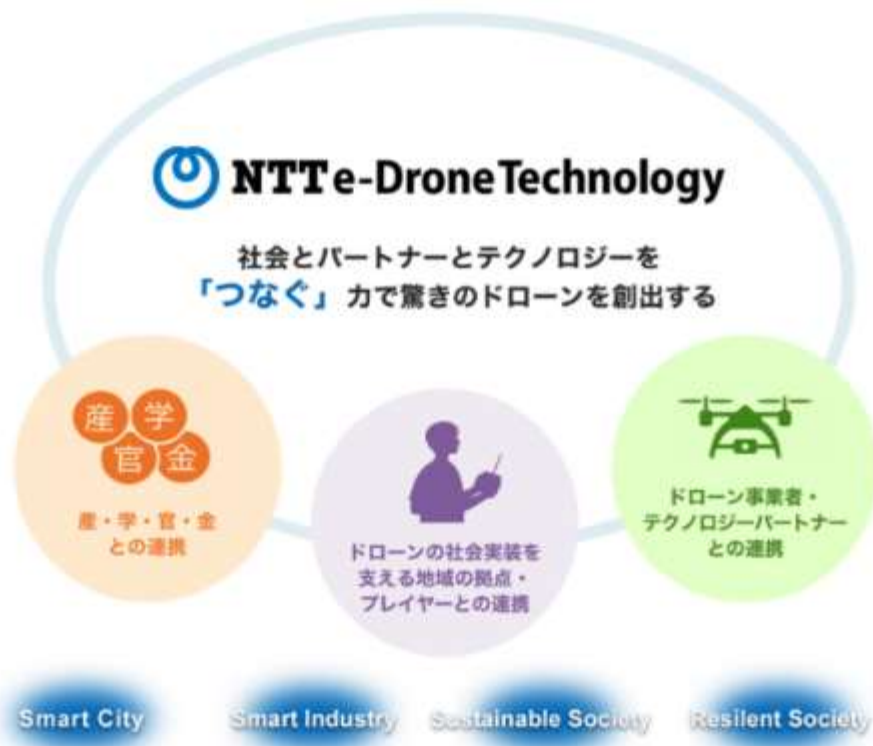 NTT e-Drone Technology
社会とパートナーとテクノロジーを
「つなぐ」力で驚きのドローンを創出する
産 学
官 金
産・学・官・金
との連携
ドローンの社会実装を
支える地域の拠点・
プレイヤーとの連携
ドローン事業者・
テクノロジーパートナー
との連携
Smart City
Smart Industry
Sustainable Society
Resilent Society